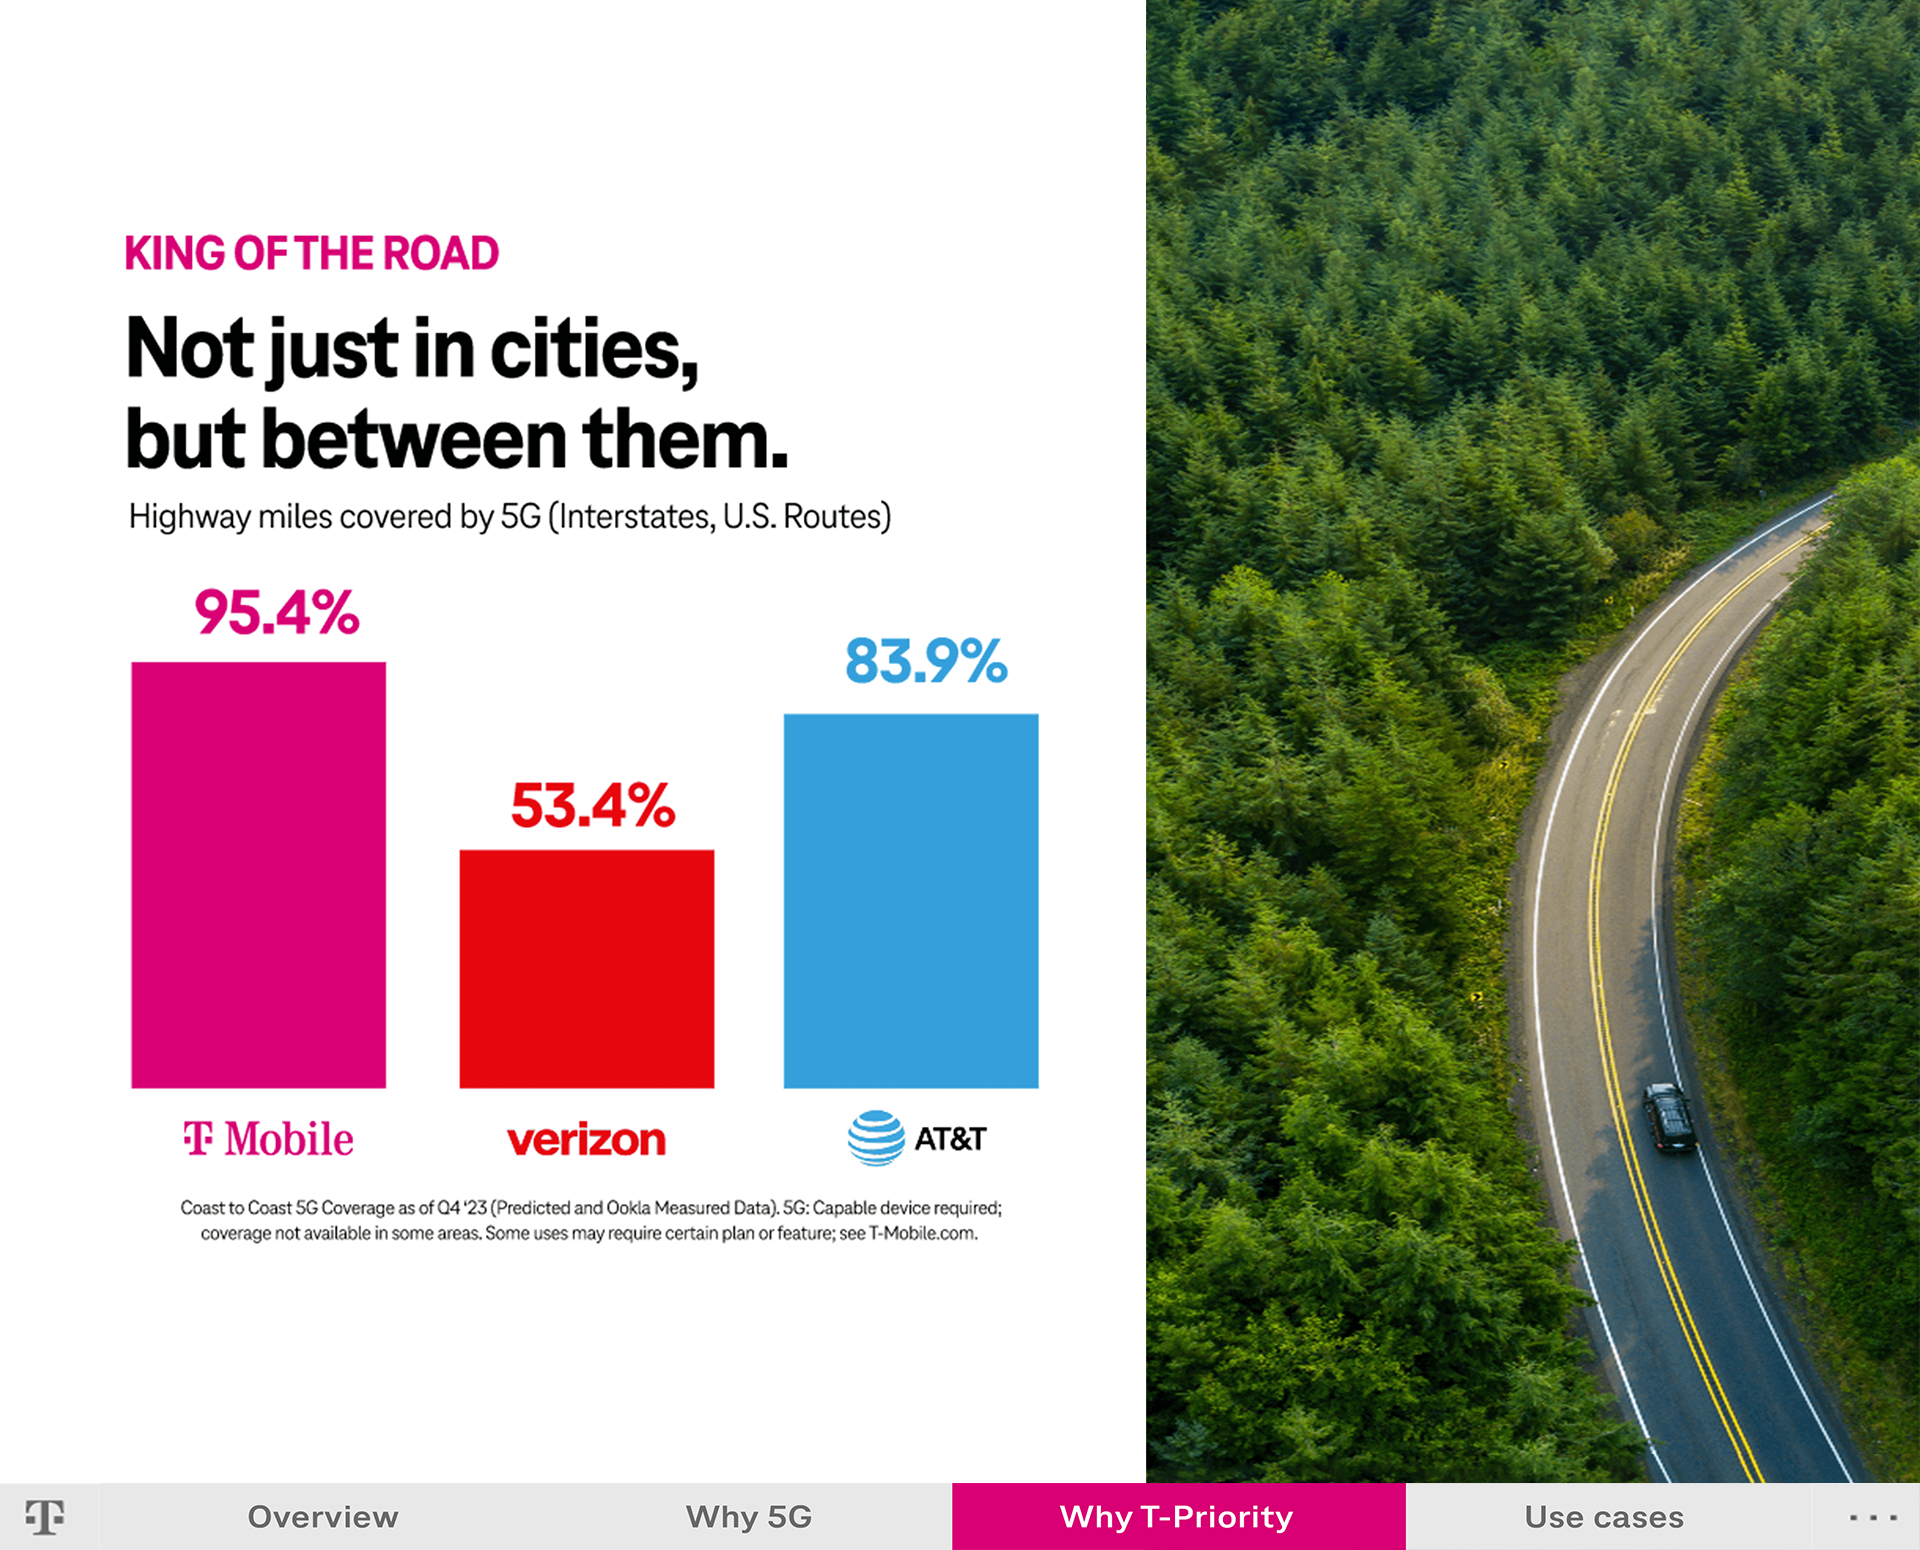 KING OF THE ROAD
Not just in cities,
but between them.
Highway miles covered by 5G (Interstates, U.S. Routes)
95.4%
83.9%
53.4%
T Mobile
verizon
AT&T
Coast to Coast 5G Coverage as of Q4 ‘23 (Predicted and Ookla Measured Data). 5G: Capable device required;
coverage not available in some areas. Some uses may require certain plan or feature; see T-Mobile.com.
T
Overview
Why 5G
Why T-Priority
Use cases
...